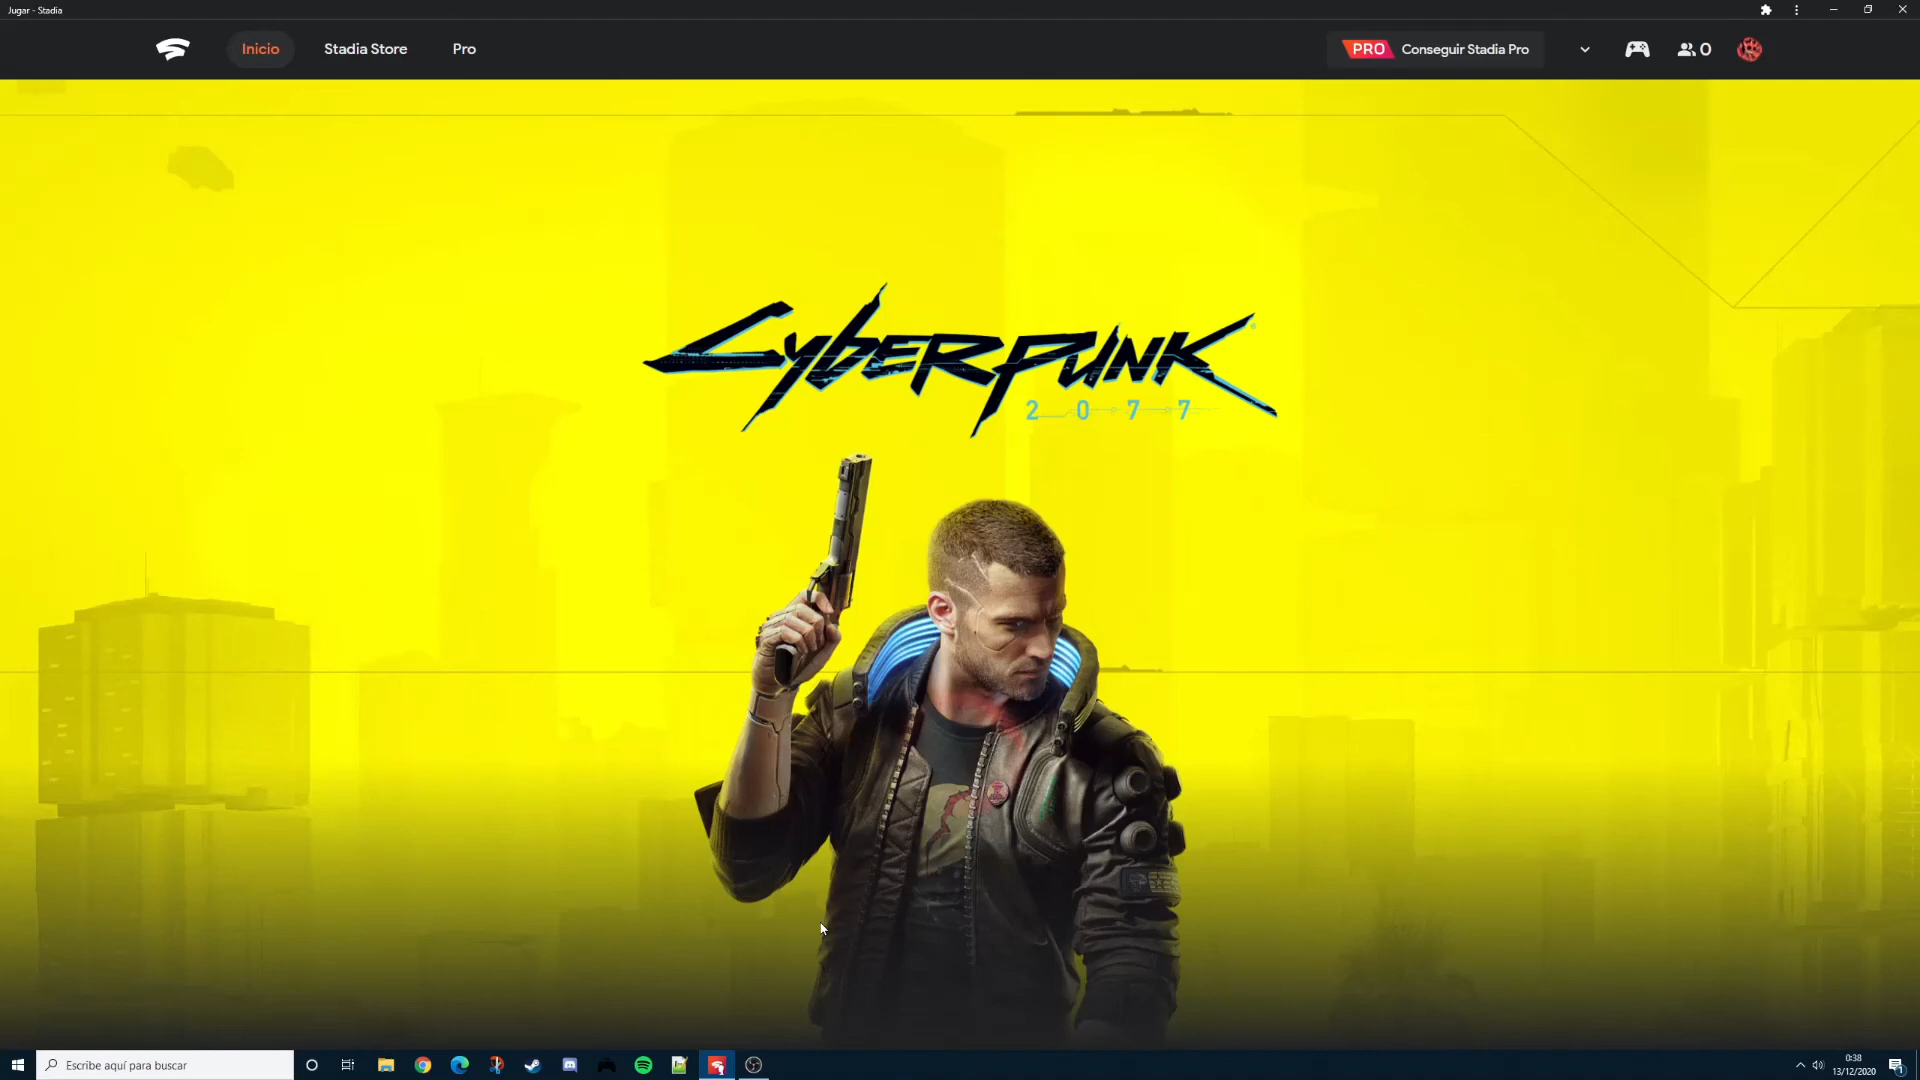 Jugar - Stadia
Inicio
Stadia Store
Pro
PRO Conseguir Stadia Pro
0
Cyberpunk
2077
Escribe aquí para buscar
0:38
13/12/2020
1